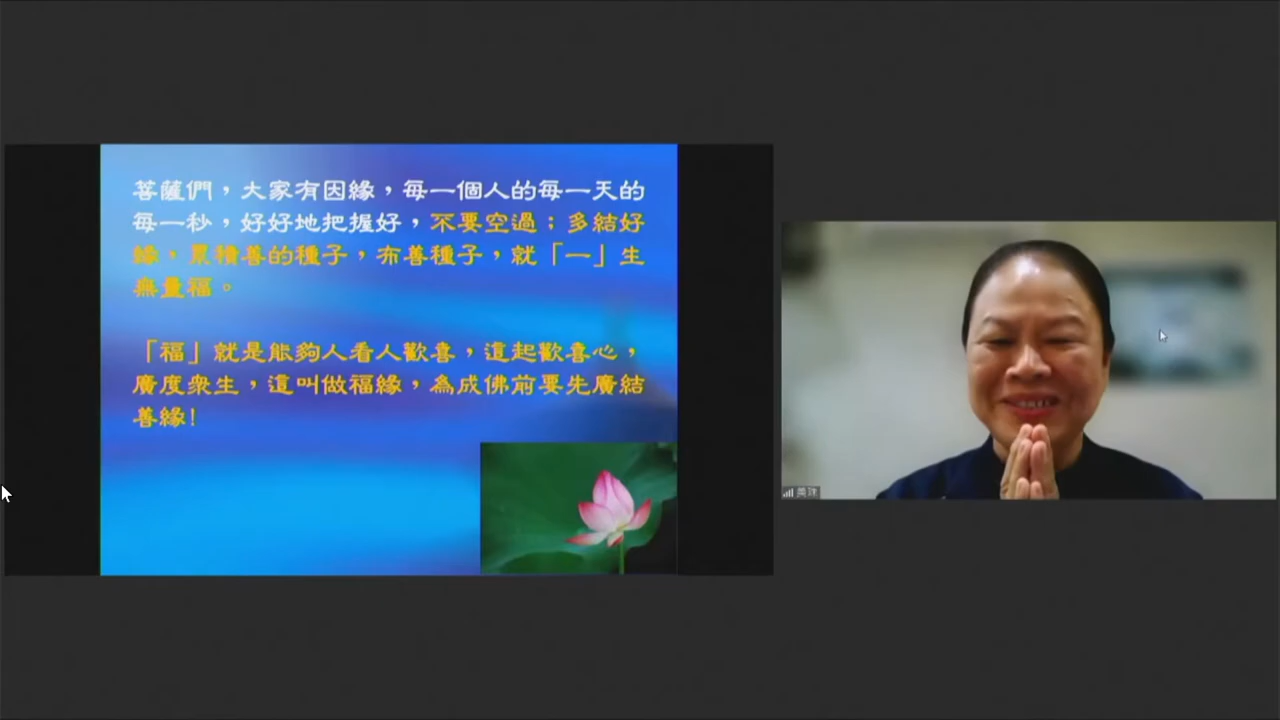 菩薩們，大家有因緣，每一個人的每一天的
每一秒，好好地把握好，不要空過；多結好
緣，累積善的種子，布善種子，就「一」生
無量福。
「福」就是能夠人看人歡喜，這起歡喜心，
廣度眾生，這叫做福緣，為成佛前要先廣結
善緣!